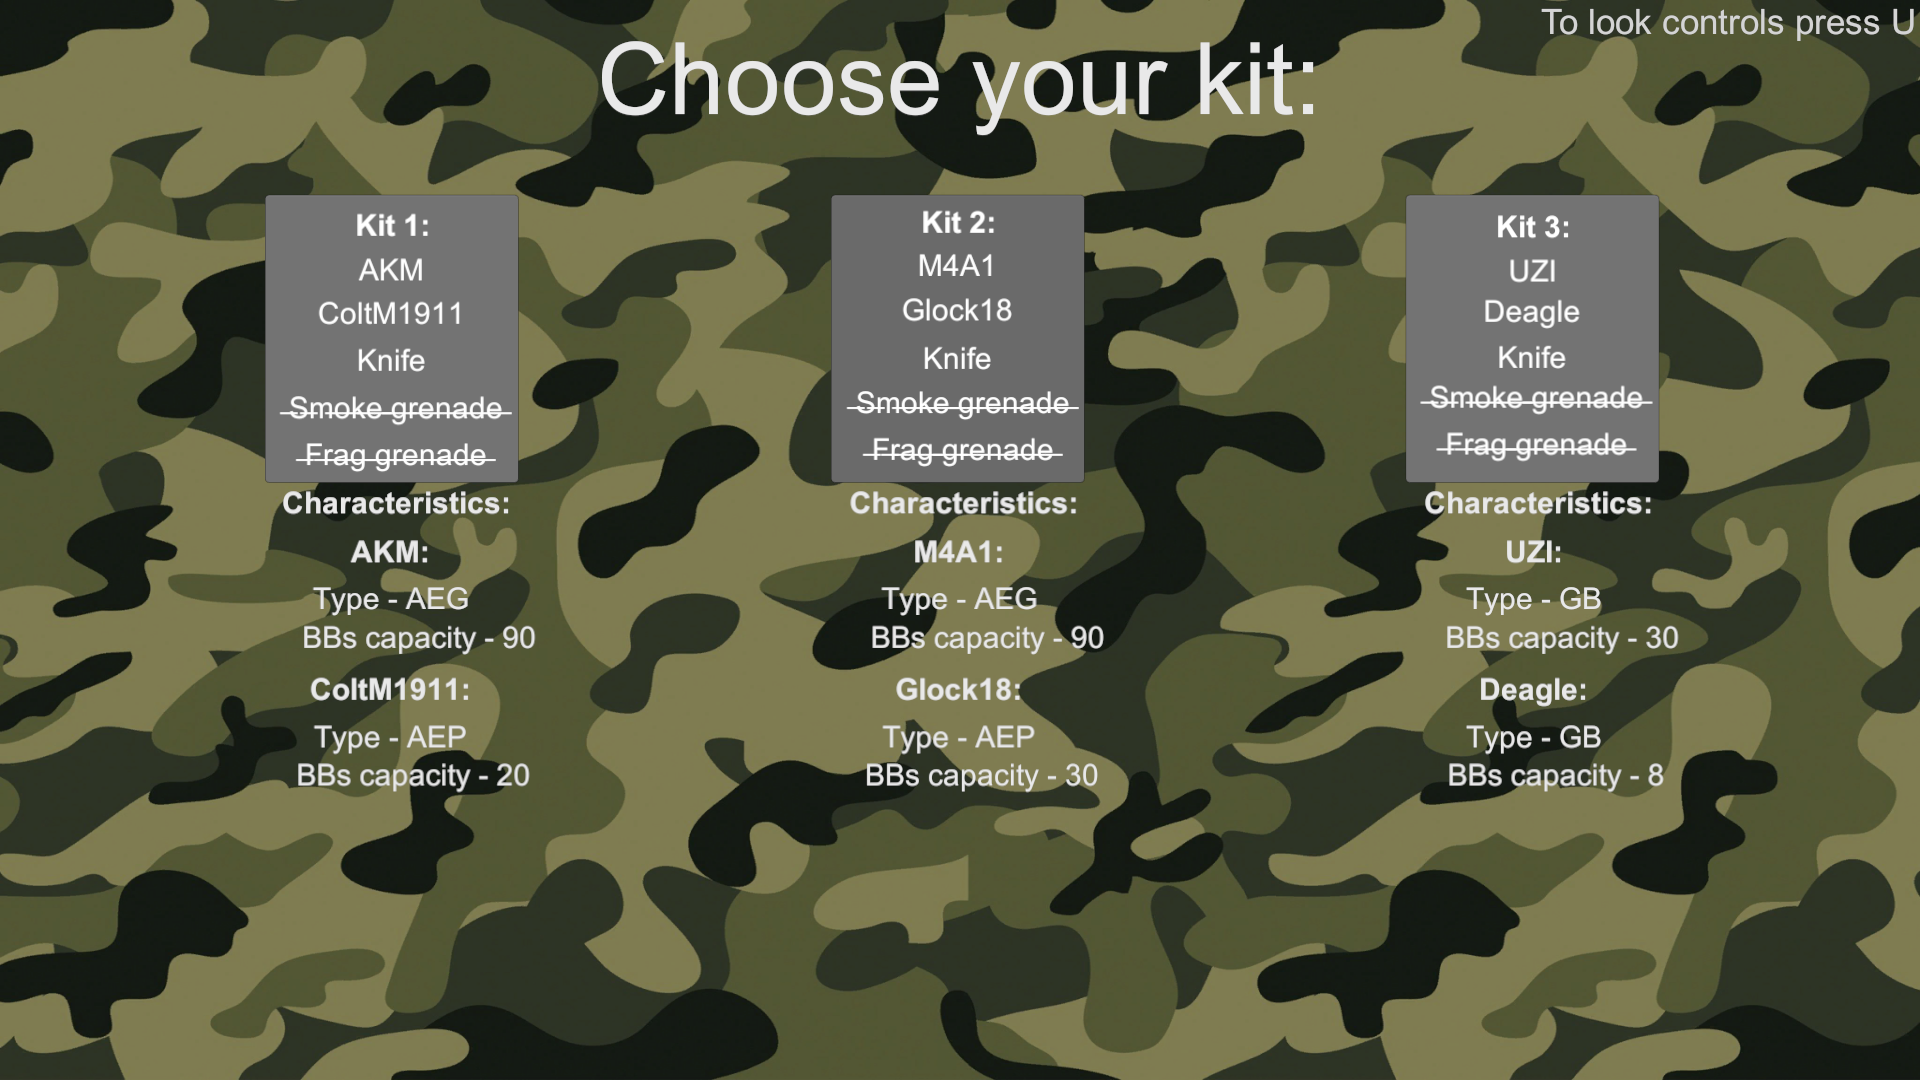 To look controls press U
Choose your kit:
Kit 1:
AKM
ColtM1911
Knife
Smoke grenade
Frag grenade
Characteristics:
AKM:
Type - AEG
BBs capacity - 90
ColtM1911:
Type - AEP
BBs capacity - 20
Kit 2:
M4A1
Glock18
Knife
Smoke grenade
Frag grenade
Characteristics:
M4A1:
Type - AEG
BBs capacity - 90
Glock18:
Type - AEP
BBs capacity - 30
Kit 3:
UZI
Deagle
Knife
Smoke grenade
Frag grenade
Characteristics:
UZI:
Type - GB
BBs capacity - 30
Deagle:
Type - GB
BBs capacity - 8